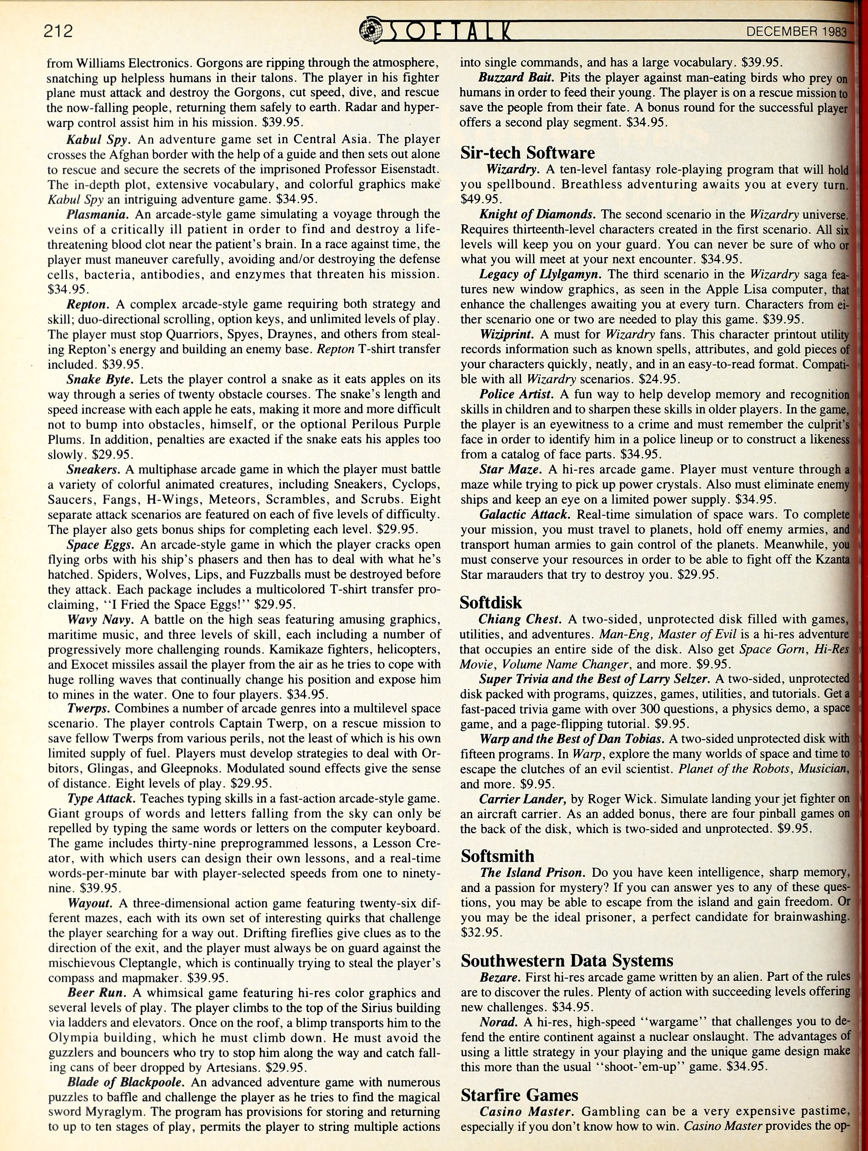 212
SOFTALK
DECEMBER 1983
from Williams Electronics. Gorgons are ripping through the atmosphere,
snatching up helpless humans in their talons. The player in his fighter
plane must attack and destroy the Gorgons, cut speed, dive, and rescue
the now-falling people, returning them safely to earth. Radar and hyper-
warp control assist him in his mission. $39.95.
Kabul Spy. An adventure game set in Central Asia. The player
crosses the Afghan border with the help of a guide and then sets out alone
to rescue and secure the secrets of the imprisoned Professor Eisenstadt.
The in-depth plot, extensive vocabulary, and colorful graphics make
Kabul Spy an intriguing adventure game. $34.95.
Plasmania. An arcade-style game simulating a voyage through the
veins of a critically ill patient in order to find and destroy a life-
threatening blood clot near the patient's brain. In a race against time, the
player must maneuver carefully, avoiding and/or destroying the defense
cells, bacteria, antibodies, and enzymes that threaten his mission.
$34.95.
Repton. A complex arcade-style game requiring both strategy and
skill; duo-directional scrolling, option keys, and unlimited levels of play.
The player must stop Quarriors, Spyes, Draynes, and others from steal-
ing Repton's energy and building an enemy base. Repton T-shirt transfer
included. $39.95.
Snake Byte. Lets the player control a snake as it eats apples on its
way through a series of twenty obstacle courses. The snake's length and
speed increase with each apple he eats, making it more and more difficult
not to bump into obstacles, himself, or the optional Perilous Purple
Plums. In addition, penalties are exacted if the snake eats his apples too
slowly. $29.95.
Sneakers. A multiphase arcade game in which the player must battle
a variety of colorful animated creatures, including Sneakers, Cyclops,
Saucers, Fangs, H-Wings, Meteors, Scrambles, and Scrubs. Eight
separate attack scenarios are featured on each of five levels of difficulty.
The player also gets bonus ships for completing each level. $29.95.
Space Eggs. An arcade-style game in which the player cracks open
flying orbs with his ship's phasers and then has to deal with what he's
hatched. Spiders, Wolves, Lips, and Fuzzballs must be destroyed before
they attack. Each package includes a multicolored T-shirt transfer pro-
claiming, "I Fried the Space Eggs!" $29.95.
Wavy Navy. A battle on the high seas featuring amusing graphics,
maritime music, and three levels of skill, each including a number of
progressively more challenging rounds. Kamikaze fighters, helicopters,
and Exocet missiles assail the player from the air as he tries to cope with
huge rolling waves that continually change his position and expose him
to mines in the water. One to four players. $34.95.
Twerps. Combines a number of arcade genres into a multilevel space
scenario. The player controls Captain Twerp, on a rescue mission to
save fellow Twerps from various perils, not the least of which is his own
limited supply of fuel. Players must develop strategies to deal with Or-
bitors, Glingas, and Gleepnoks. Modulated sound effects give the sense
of distance. Eight levels of play. $29.95.
Type Attack. Teaches typing skills in a fast-action arcade-style game.
Giant groups of words and letters falling from the sky can only be
repelled by typing the same words or letters on the computer keyboard.
The game includes thirty-nine preprogrammed lessons, a Lesson Cre-
ator, with which users can design their own lessons, and a real-time
words-per-minute bar with player-selected speeds from one to ninety-
nine. $39.95.
Wayout. A three-dimensional action game featuring twenty-six dif-
ferent mazes, each with its own set of interesting quirks that challenge
the player searching for a way out. Drifting fireflies give clues as to the
direction of the exit, and the player must always be on guard against the
mischievous Cleptangle, which is continually trying to steal the player's
compass and mapmaker. $39.95.
Beer Run. A whimsical game featuring hi-res color graphics and
several levels of play. The player climbs to the top of the Sirius building
via ladders and elevators. Once on the roof, a blimp transports him to the
Olympia building, which he must climb down. He must avoid the
guzzlers and bouncers who try to stop him along the way and catch fall-
ing cans of beer dropped by Artesians. $29.95.
Blade of Blackpoole. An advanced adventure game with numerous
puzzles to baffle and challenge the player as he tries to find the magical
sword Myraglym. The program has provisions for storing and returning
to up to ten stages of play, permits the player to string multiple actions
into single commands, and has a large vocabulary. $39.95.
Buzzard Bait. Pits the player against man-eating birds who prey on
humans in order to feed their young. The player is on a rescue mission to
save the people from their fate. A bonus round for the successful player
offers a second play segment. $34.95.
Sir-tech Software
Wizardry. A ten-level fantasy role-playing program that will hold
you spellbound. Breathless adventuring awaits you at every turn.
$49.95.
Knight of Diamonds. The second scenario in the Wizardry universe.
Requires thirteenth-level characters created in the first scenario. All six
levels will keep you on your guard. You can never be sure of who or
what you will meet at your next encounter. $34.95.
Legacy of Llylgamyn. The third scenario in the Wizardry saga fea-
tures new window graphics, as seen in the Apple Lisa computer, that
enhance the challenges awaiting you at every turn. Characters from ei-
ther scenario one or two are needed to play this game. $39.95.
Wiziprint. A must for Wizardry fans. This character printout utility
records information such as known spells, attributes, and gold pieces of
your characters quickly, neatly, and in an easy-to-read format. Compati-
ble with all Wizardry scenarios. $24.95.
Police Artist. A fun way to help develop memory and recognition
skills in children and to sharpen these skills in older players. In the game,
the player is an eyewitness to a crime and must remember the culprit's
face in order to identify him in a police lineup or to construct a likeness
from a catalog of face parts. $34.95.
Star Maze. A hi-res arcade game. Player must venture through a
maze while trying to pick up power crystals. Also must eliminate enemy
ships and keep an eye on a limited power supply. $34.95.
Galactic Attack. Real-time simulation of space wars. To complete
your mission, you must travel to planets, hold off enemy armies, and
transport human armies to gain control of the planets. Meanwhile, you
must conserve your resources in order to be able to fight off the Kzanta
Star marauders that try to destroy you. $29.95.
Softdisk
Chiang Chest. A two-sided, unprotected disk filled with games,
utilities, and adventures. Man-Eng, Master of Evil is a hi-res adventure
that occupies an entire side of the disk. Also get Space Gorn, Hi-Res
Movie, Volume Name Changer, and more. $9.95.
Super Trivia and the Best of Larry Selzer. A two-sided, unprotected
disk packed with programs, quizzes, games, utilities, and tutorials. Get a
fast-paced trivia game with over 300 questions, a physics demo, a space
game, and a page-flipping tutorial. $9.95.
Warp and the Best of Dan Tobias. A two-sided unprotected disk with
fifteen programs. In Warp, explore the many worlds of space and time to
escape the clutches of an evil scientist. Planet of the Robots, Musician,
and more. $9.95.
Carrier Lander, by Roger Wick. Simulate landing your jet fighter on
an aircraft carrier. As an added bonus, there are four pinball games on
the back of the disk, which is two-sided and unprotected. $9.95.
Softsmith
The Island Prison. Do you have keen intelligence, sharp memory,
and a passion for mystery? If you can answer yes to any of these ques-
tions, you may be able to escape from the island and gain freedom. Or
you may be the ideal prisoner, a perfect candidate for brainwashing.
$32.95.
Southwestern Data Systems
Bezare. First hi-res arcade game written by an alien. Part of the rules
are to discover the rules. Plenty of action with succeeding levels offering
new challenges. $34.95.
Norad. A hi-res, high-speed "wargame" that challenges you to de-
fend the entire continent against a nuclear onslaught. The advantages of
using a little strategy in your playing and the unique game design make
this more than the usual "shoot-'em-up" game. $34.95.
Starfire Games
Casino Master. Gambling can be a very expensive pastime,
especially if you don't know how to win. Casino Master provides the op-